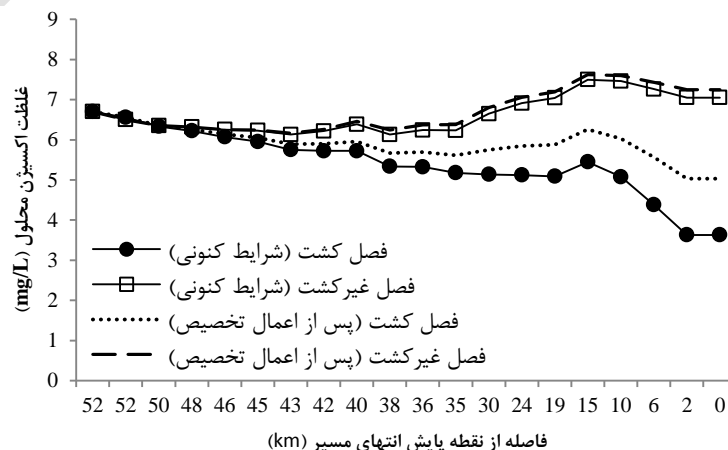 9
8
7
6
5
4
3
2
1
0
غلظت اکسیژن محلول (mg/L)
فصل کشت (شرایط کنونی)
فصل غیرکشت (شرایط کنونی)
فصل کشت (پس از اعمال تخصیص)
فصل غیرکشت (پس از اعمال تخصیص)
52 52 50 48 46 45 43 42 40 38 36 35 30 24 19 15 10 6 2 0
فاصله از نقطه پایش انتهای مسیر (km)